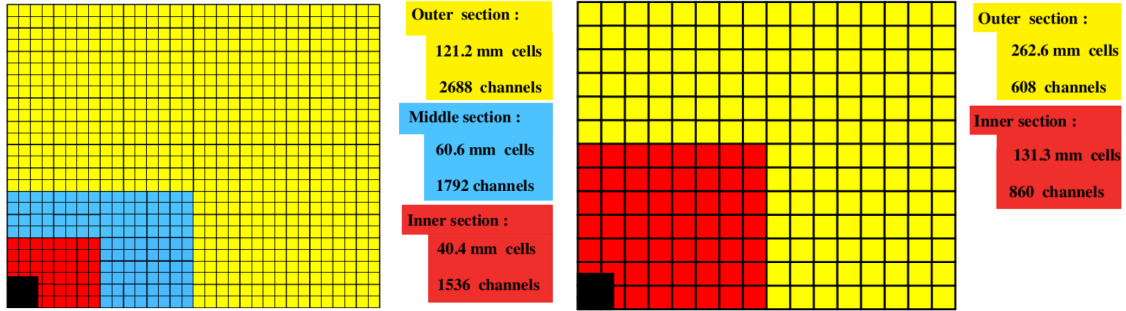 Outer section :
121.2 mm cells
2688 channels
Middle section :
60.6 mm cells
1792 channels
Inner section :
40.4 mm cells
1536 channels
Outer section :
262.6 mm cells
608 channels
Inner section :
131.3 mm cells
860 channels